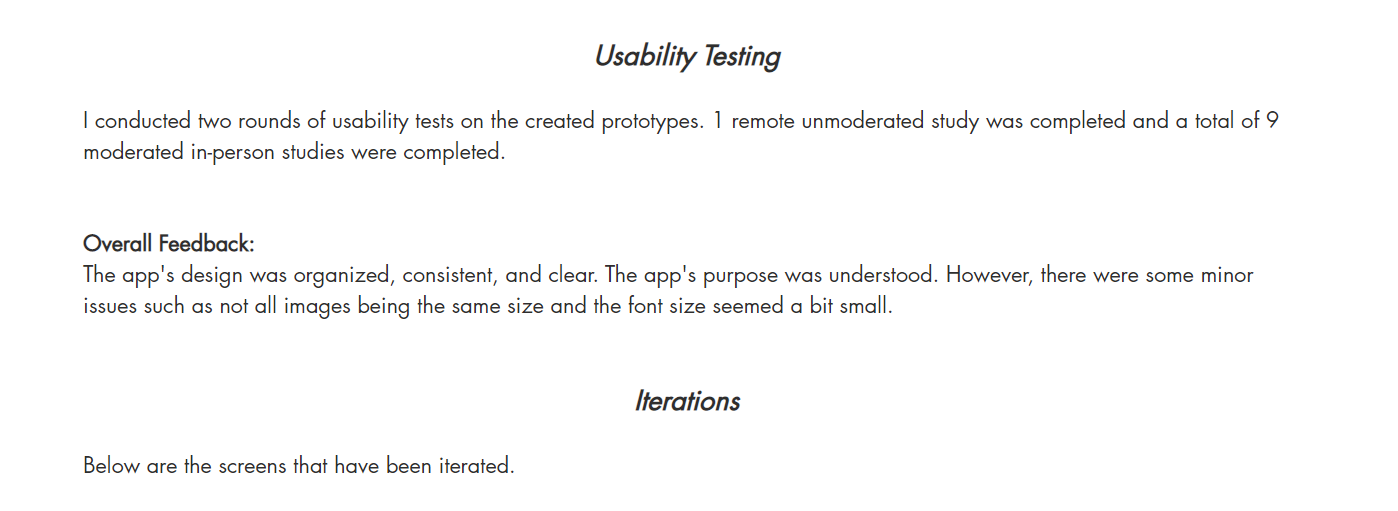 Usability Testing
I conducted two rounds of usability tests on the created prototypes. 1 remote unmoderated study was completed and a total of 9
moderated in-person studies were completed.
Overall Feedback:
The app's design was organized, consistent, and clear. The app's purpose was understood. However, there were some minor
issues such as not all images being the same size and the font size seemed a bit small.
Iterations
Below are the screens that have been iterated.